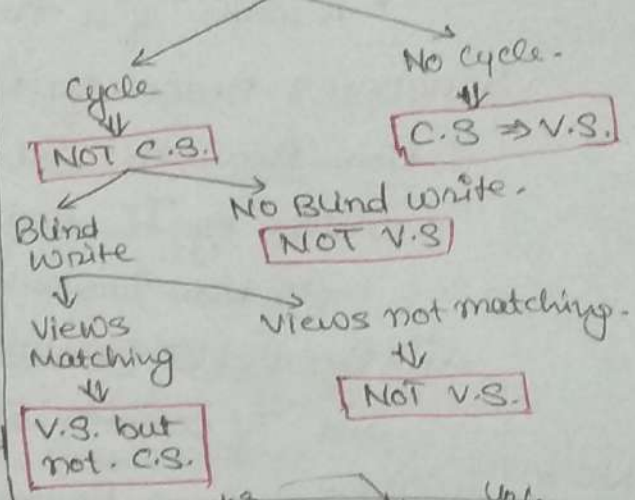 No Cycle.
Cycle
C.S ⇒ V.S.
NOT C.S.
No Blind write.
Blind
write
NOT V.S
Views
Matching
Views not matching.
NOT V.S.
V.S. but
not. C.S.